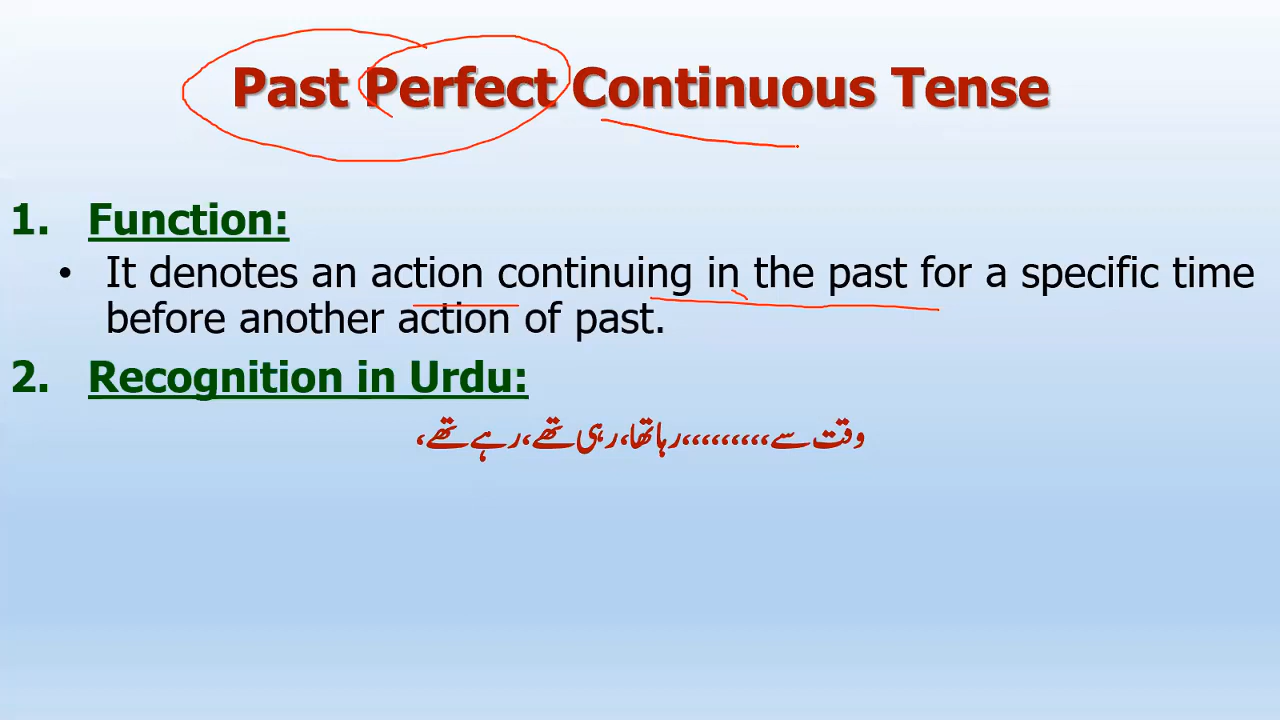 Past Perfect Continuous Tense
1. Function:
• It denotes an action continuing in the past for a specific time
before another action of past.
2. Recognition in Urdu:
وقت سے،،،،،،،،،رہا تھا، رہی تھے، رہے تھے،